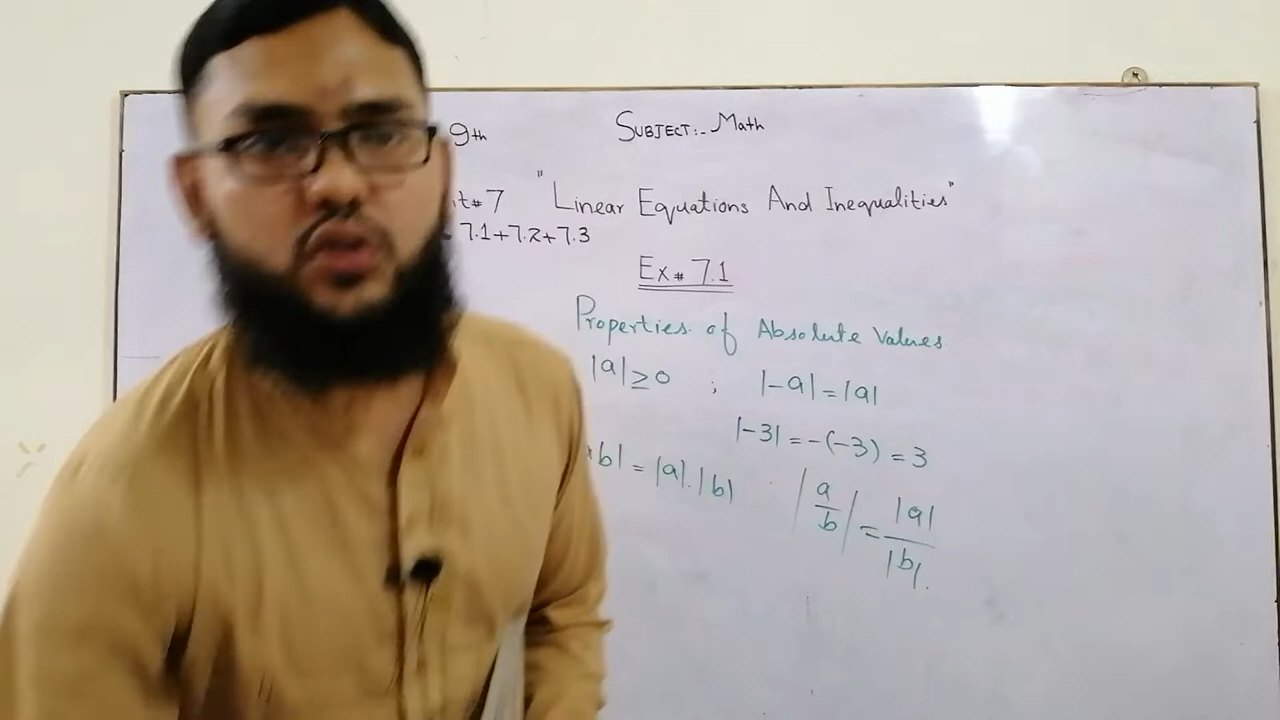 9th SUBJECT:- Math
t#7 "Linear Equations And Inequalities"
7.1+7.2+7.3
Ex# 7.1
Properties of Absolute Values
|a|≥0 ; |-a|=|a|
|-3|=-(-3)=3
b|=|a|.|b| |a/b|=|a|/|b|.